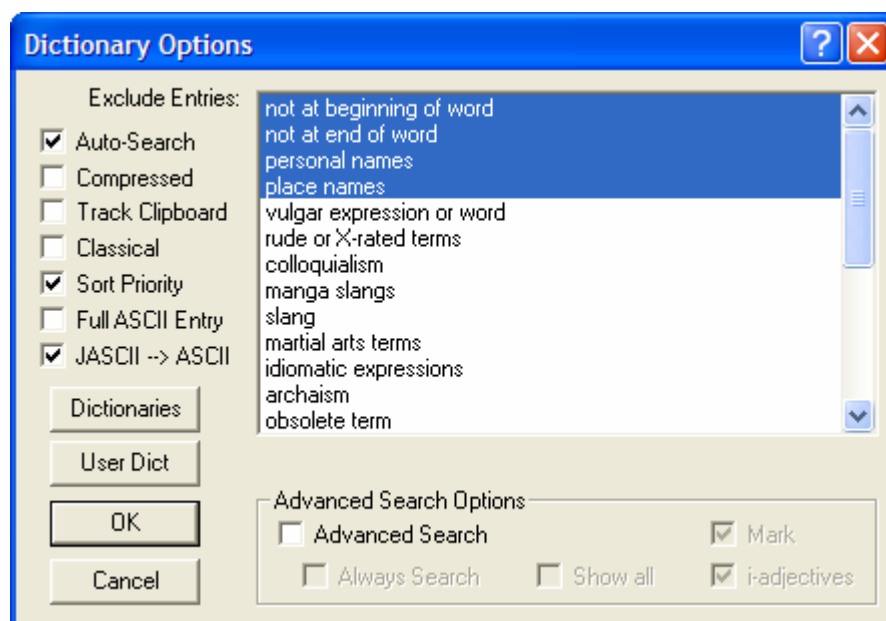 Dictionary Options
Exclude Entries:
Auto-Search
Compressed
Track Clipboard
Classical
Sort Priority
Full ASCII Entry
JASCII --> ASCII
Dictionaries
User Dict
OK
Cancel
not at beginning of word
not at end of word
personal names
place names
vulgar expression or word
rude or X-rated terms
colloquialism
manga slangs
slang
martial arts terms
idiomatic expressions
archaism
obsolete term
Advanced Search Options
Advanced Search
Mark
Always Search
Show all
i-adjectives